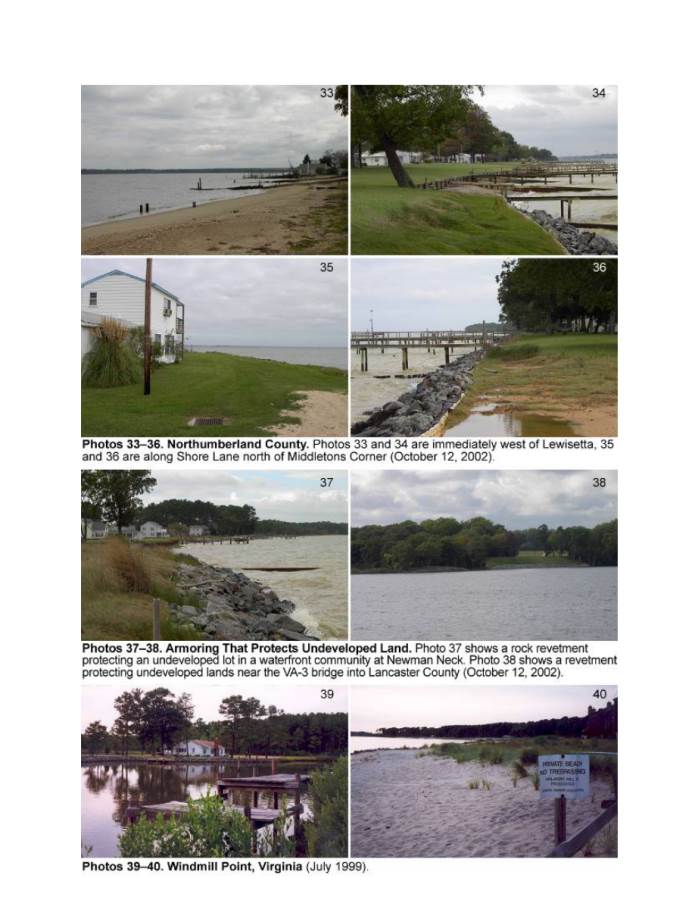 33
34
35
36
Photos 33–36. Northumberland County. Photos 33 and 34 are immediately west of Lewisetta, 35
and 36 are along Shore Lane north of Middletons Corner (October 12, 2002).
37
38
Photos 37–38. Armoring That Protects Undeveloped Land. Photo 37 shows a rock revetment
protecting an undeveloped lot in a waterfront community at Newman Neck. Photo 38 shows a revetment
protecting undeveloped lands near the VA-3 bridge into Lancaster County (October 12, 2002).
39
40
PRIVATE BEACH
NO TRESPASSING
Photos 39–40. Windmill Point, Virginia (July 1999).